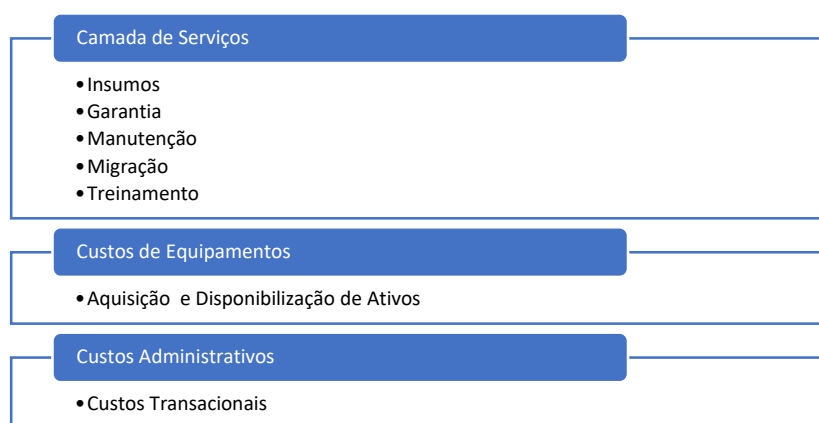 Camada de Serviços
•Insumos
•Garantia
•Manutenção
•Migração
•Treinamento
Custos de Equipamentos
•Aquisição e Disponibilização de Ativos
Custos Administrativos
•Custos Transacionais